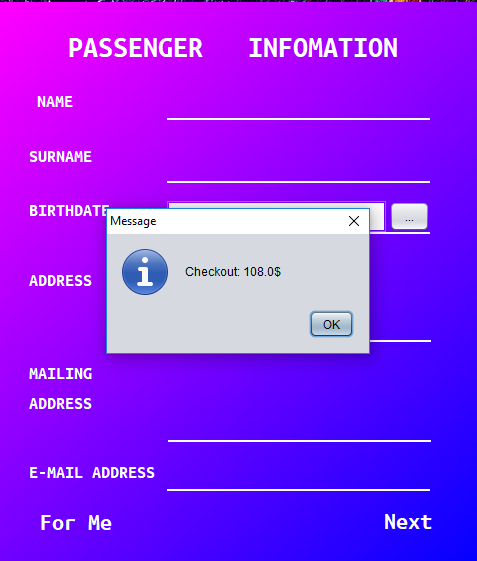 PASSENGER INFOMATION
NAME
SURNAME
BIRTHDATE
...
Message
Checkout: 108.0$
OK
ADDRESS
MAILING
ADDRESS
E-MAIL ADDRESS
For Me
Next